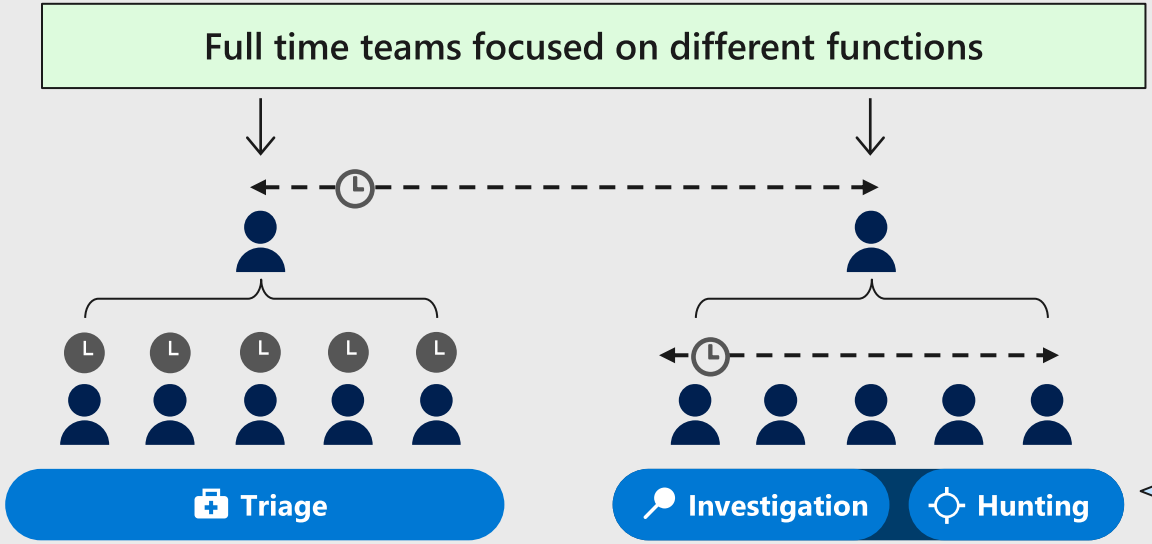 Full time teams focused on different functions
Triage
Investigation
Hunting